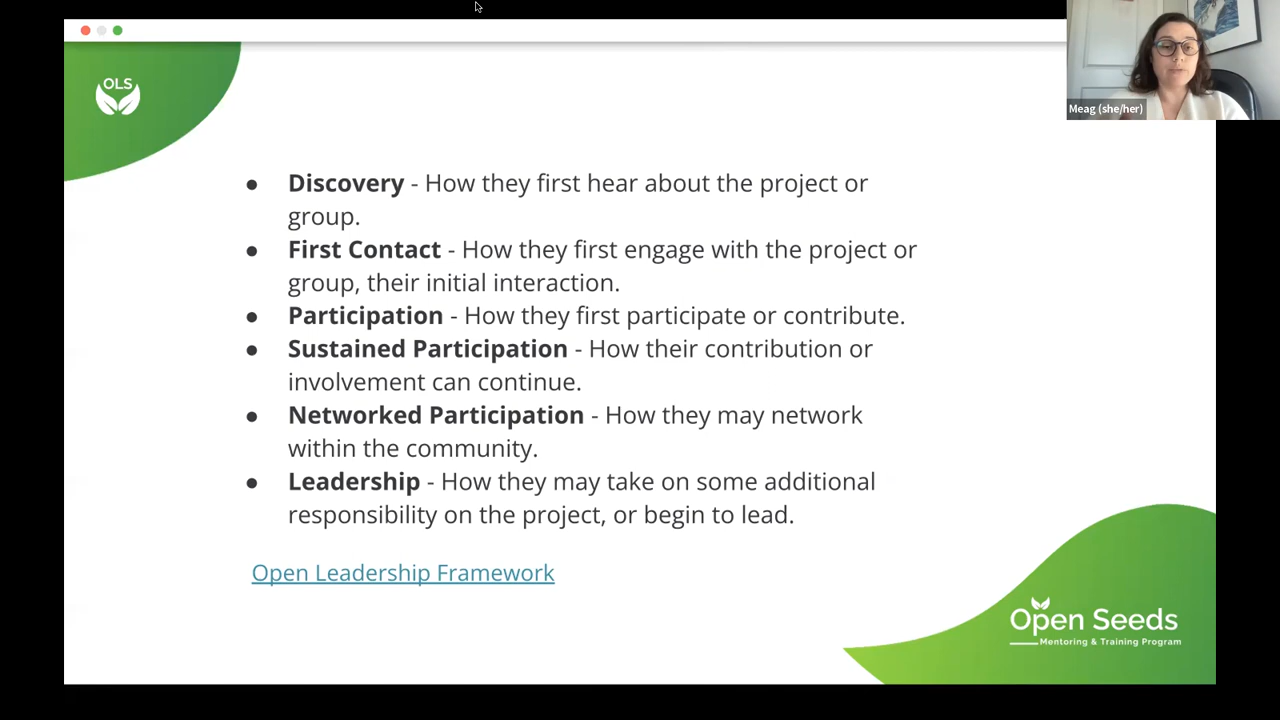 OLS
Meag (she/her)
● Discovery - How they first hear about the project or
group.
● First Contact - How they first engage with the project or
group, their initial interaction.
● Participation - How they first participate or contribute.
● Sustained Participation - How their contribution or
involvement can continue.
● Networked Participation - How they may network
within the community.
● Leadership - How they may take on some additional
responsibility on the project, or begin to lead.
Open Leadership Framework
Open Seeds
Mentoring & Training Program